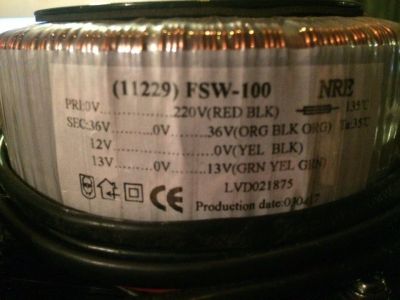 (11229) FSW-100 NRE
PRI:0V...............220V(RED BLK) 135℃
SEC:36V.........0V.........36V(ORG BLK ORG) Ta:35℃
12V.....................0V(YEL BLK)
13V.........0V.........13V(GRN YEL GRN)
LVD021875
CE
Production date: